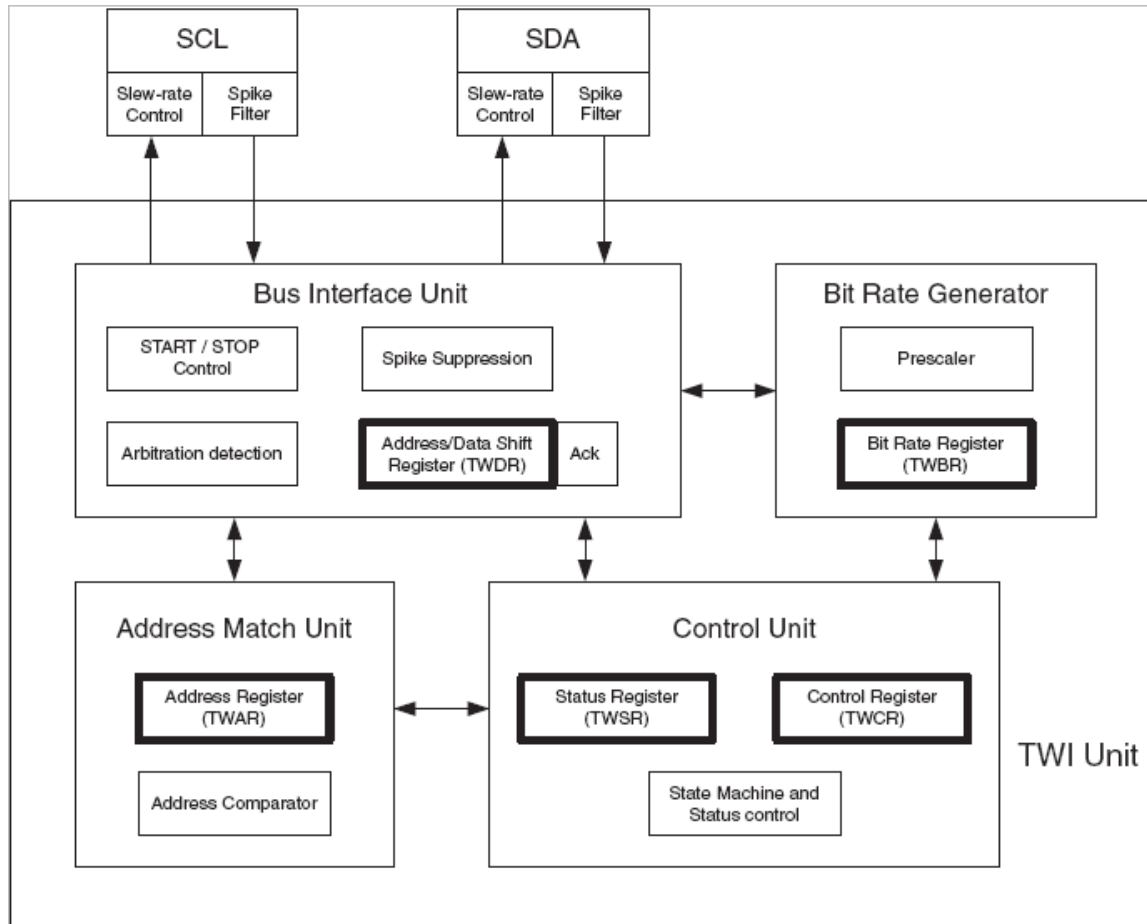 SCL
SDA
Slew-rate
Control
Spike
Filter
Slew-rate
Control
Spike
Filter
Bus Interface Unit
START / STOP
Control
Spike Suppression
Arbitration detection
Address/Data Shift
Register (TWDR)
Ack
Bit Rate Generator
Prescaler
Bit Rate Register
(TWBR)
Address Match Unit
Address Register
(TWAR)
Address Comparator
Control Unit
Status Register
(TWSR)
Control Register
(TWCR)
State Machine and
Status control
TWI Unit